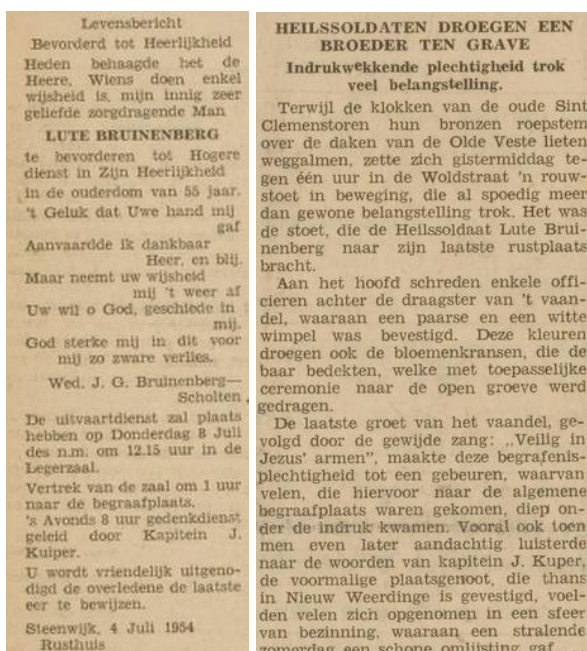 Levensbericht
Bevorderd tot Heerlijkheid
Heden behaagde het de
Heere, Wiens doen enkel
wijsheid is, mijn innig zeer
geliefde zorgdragende Man
LUTE BRUINENBERG
te bevorderen tot Hogere
dienst in Zijn Heerlijkheid
in de ouderdom van 55 jaar.
't Geluk dat Uwe hand mij
gaf
Aanvaardde ik dankbaar
Heer, en blij.
Maar neemt uw wijsheid
mij 't weer af
Uw wil o God, geschiede in
mij.
God sterke mij in dit voor
mij zo zware verlies.
Wed. J. G. Bruinenberg—
Scholten
De uitvaartdienst zal plaats
hebben op Donderdag 8 Juli
des n.m. om 12.15 uur in de
Legerzaal.
Vertrek van de zaal om 1 uur
naar de begraafplaats.
's Avonds 8 uur gedenkdienst
geleid door Kapitein J.
Kuiper.
U wordt vriendelijk uitgeno-
digd de overledene de laatste
eer te bewijzen.
Steenwijk, 4 Juli 1954
Rusthuis
HEILSSOLDATEN DROEGEN EEN
BROEDER TEN GRAVE
Indrukwekkende plechtigheid trok
veel belangstelling.
Terwijl de klokken van de oude Sint
Clemenstoren hun bronzen roepstem
over de daken van de Olde Veste lieten
weggalmen, zette zich gistermiddag te-
gen één uur in de Woldstraat 'n rouw-
stoet in beweging, die al spoedig meer
dan gewone belangstelling trok. Het was
de stoet, die de Heilssoldaat Lute Brui-
nenberg naar zijn laatste rustplaats
bracht.
Aan het hoofd schreden enkele offi-
cieren achter de draagster van 't vaan-
del, waaraan een paarse en een witte
wimpel was bevestigd. Deze kleuren
droegen ook de bloemenkransen, die de
baar bedekten, welke met toepasselijke
ceremonie naar de open groeve werd
gedragen.
De laatste groet van het vaandel, ge-
volgd door de gewijde zang: „Veilig in
Jezus' armen", maakte deze begrafenis-
plechtigheid tot een gebeuren, waarvan
velen, die hiervoor naar de algemene
begraafplaats waren gekomen, diep on-
der de indruk kwamen. Vooral ook toen
men even later aandachtig luisterde
naar de woorden van kapitein J. Kuper,
de voormalige plaatsgenoot, die thans
in Nieuw Weerdinge is gevestigd, voel-
den velen zich opgenomen in een sfeer
van bezinning, waaraan een stralende
zomerdag een schone omlijsting gaf